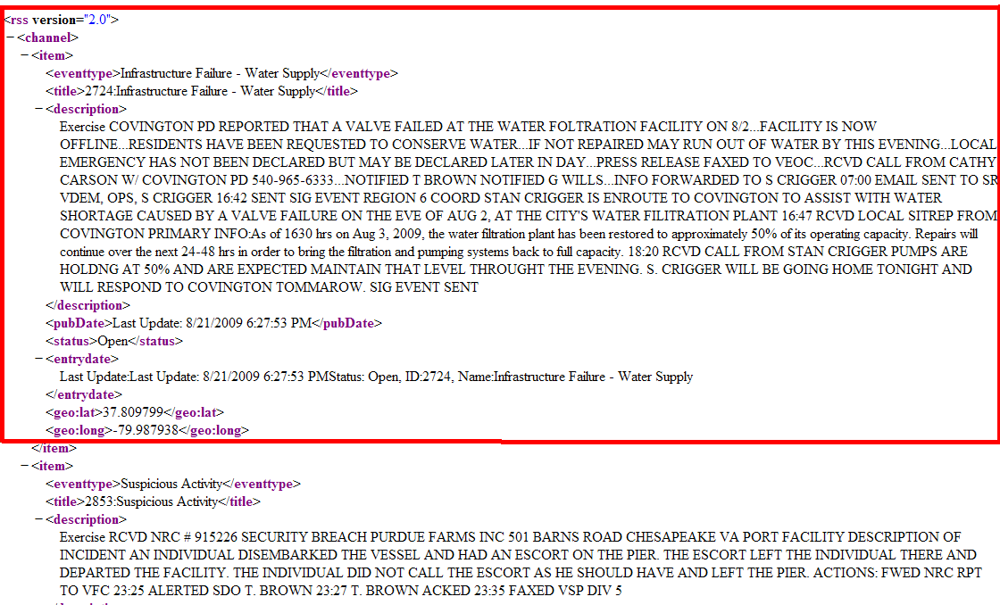 <rss version="2.0">
−<channel>
−<item>
<eventtype>Infrastructure Failure - Water Supply</eventtype>
<title>2724:Infrastructure Failure - Water Supply</title>
−<description>
Exercise COVINGTON PD REPORTED THAT A VALVE FAILED AT THE WATER FOLTRATION FACILITY ON 8/2...FACILITY IS NOW
OFFLINE...RESIDENTS HAVE BEEN REQUESTED TO CONSERVE WATER...IF NOT REPAIRED MAY RUN OUT OF WATER BY THIS EVENING...LOCAL
EMERGENCY HAS NOT BEEN DECLARED BUT MAY BE DECLARED LATER IN DAY...PRESS RELEASE FAXED TO VEOC...RCVD CALL FROM CATHY
CARSON W/ COVINGTON PD 540-965-6333...NOTIFIED T BROWN NOTIFIED G WILLS...INFO FORWARDED TO S CRIGGER 07:00 EMAIL SENT TO SR
VDEM, OPS, S CRIGGER 16:42 SENT SIG EVENT REGION 6 COORD STAN CRIGGER IS ENROUTE TO COVINGTON TO ASSIST WITH WATER
SHORTAGE CAUSED BY A VALVE FAILURE ON THE EVE OF AUG 2, AT THE CITY'S WATER FILITRATION PLANT 16:47 RCVD LOCAL SITREP FROM
COVINGTON PRIMARY INFO:As of 1630 hrs on Aug 3, 2009, the water filtration plant has been restored to approximately 50% of its operating capacity. Repairs will
continue over the next 24-48 hrs in order to bring the filtration and pumping systems back to full capacity. 18:20 RCVD CALL FROM STAN CRIGGER PUMPS ARE
HOLDNG AT 50% AND ARE EXPECTED MAINTAIN THAT LEVEL THROUGHT THE EVENING. S. CRIGGER WILL BE GOING HOME TONIGHT AND
WILL RESPOND TO COVINGTON TOMMAROW. SIG EVENT SENT
</description>
<pubDate>Last Update: 8/21/2009 6:27:53 PM</pubDate>
<status>Open</status>
−<entrydate>
Last Update:Last Update: 8/21/2009 6:27:53 PMStatus: Open, ID:2724, Name:Infrastructure Failure - Water Supply
</entrydate>
<geo:lat>37.809799</geo:lat>
<geo:long>-79.987938</geo:long>
</item>
−<item>
<eventtype>Suspicious Activity</eventtype>
<title>2853:Suspicious Activity</title>
−<description>
Exercise RCVD NRC # 915226 SECURITY BREACH PURDUE FARMS INC 501 BARNS ROAD CHESAPEAKE VA PORT FACILITY DESCRIPTION OF
INCIDENT AN INDIVIDUAL DISEMBARKED THE VESSEL AND HAD AN ESCORT ON THE PIER. THE ESCORT LEFT THE INDIVIDUAL THERE AND
DEPARTED THE FACILITY. THE INDIVIDUAL DID NOT CALL THE ESCORT AS HE SHOULD HAVE AND LEFT THE PIER. ACTIONS: FWED NRC RPT
TO VFC 23:25 ALERTED SDO T. BROWN 23:27 T. BROWN ACKED 23:35 FAXED VSP DIV 5